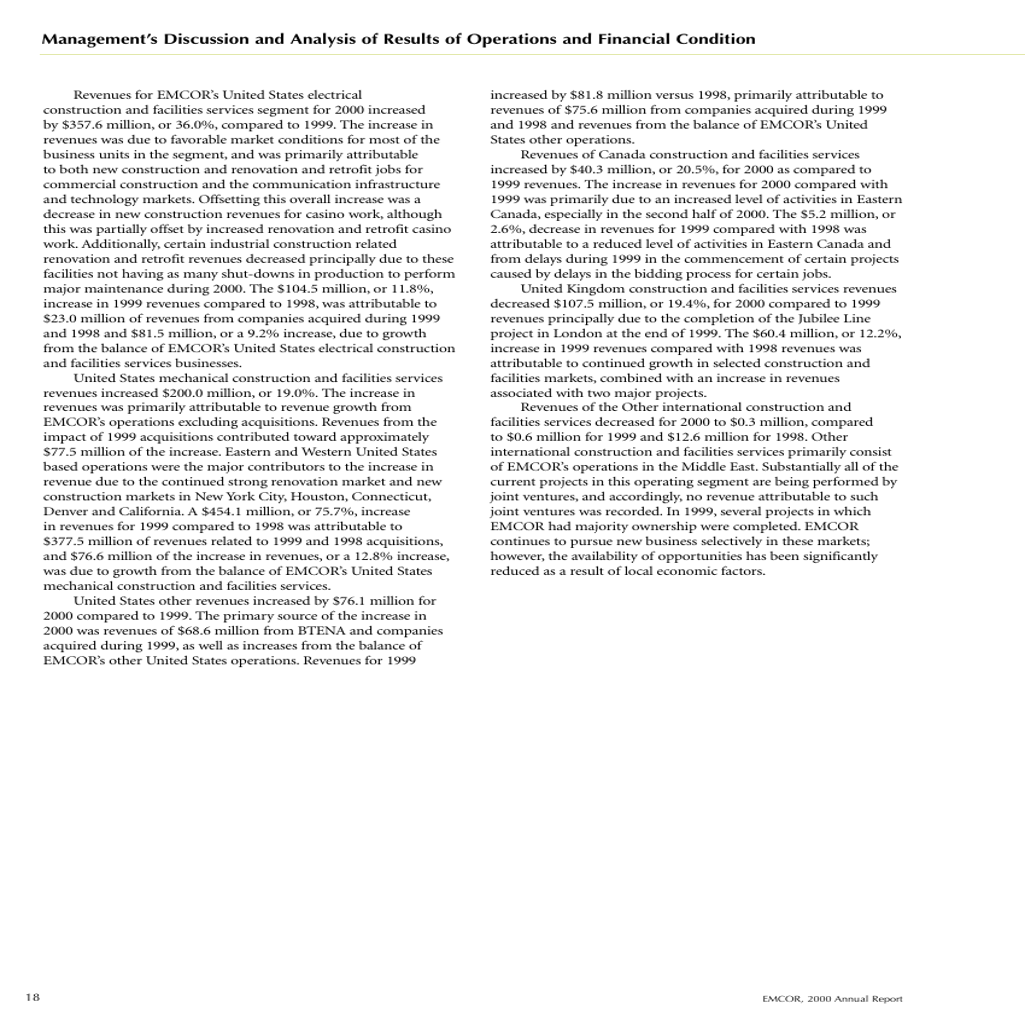 Management's Discussion and Analysis of Results of Operations and Financial Condition
Revenues for EMCOR's United States electrical
construction and facilities services segment for 2000 increased
by $357.6 million, or 36.0%, compared to 1999. The increase in
revenues was due to favorable market conditions for most of the
business units in the segment, and was primarily attributable
to both new construction and renovation and retrofit jobs for
commercial construction and the communication infrastructure
and technology markets. Offsetting this overall increase was a
decrease in new construction revenues for casino work, although
this was partially offset by increased renovation and retrofit casino
work. Additionally, certain industrial construction related
renovation and retrofit revenues decreased principally due to these
facilities not having as many shut-downs in production to perform
major maintenance during 2000. The $104.5 million, or 11.8%,
increase in 1999 revenues compared to 1998, was attributable to
$23.0 million of revenues from companies acquired during 1999
and 1998 and $81.5 million, or a 9.2% increase, due to growth
from the balance of EMCOR's United States electrical construction
and facilities services businesses.
United States mechanical construction and facilities services
revenues increased $200.0 million, or 19.0%. The increase in
revenues was primarily attributable to revenue growth from
EMCOR's operations excluding acquisitions. Revenues from the
impact of 1999 acquisitions contributed toward approximately
$77.5 million of the increase. Eastern and Western United States
based operations were the major contributors to the increase in
revenue due to the continued strong renovation market and new
construction markets in New York City, Houston, Connecticut,
Denver and California. A $454.1 million, or 75.7%, increase
in revenues for 1999 compared to 1998 was attributable to
$377.5 million of revenues related to 1999 and 1998 acquisitions,
and $76.6 million of the increase in revenues, or a 12.8% increase,
was due to growth from the balance of EMCOR's United States
mechanical construction and facilities services.
United States other revenues increased by $76.1 million for
2000 compared to 1999. The primary source of the increase in
2000 was revenues of $68.6 million from BTENA and companies
acquired during 1999, as well as increases from the balance of
EMCOR's other United States operations. Revenues for 1999
increased by $81.8 million versus 1998, primarily attributable to
revenues of $75.6 million from companies acquired during 1999
and 1998 and revenues from the balance of EMCOR's United
States other operations.
Revenues of Canada construction and facilities services
increased by $40.3 million, or 20.5%, for 2000 as compared to
1999 revenues. The increase in revenues for 2000 compared with
1999 was primarily due to an increased level of activities in Eastern
Canada, especially in the second half of 2000. The $5.2 million, or
2.6%, decrease in revenues for 1999 compared with 1998 was
attributable to a reduced level of activities in Eastern Canada and
from delays during 1999 in the commencement of certain projects
caused by delays in the bidding process for certain jobs.
United Kingdom construction and facilities services revenues
decreased $107.5 million, or 19.4%, for 2000 compared to 1999
revenues principally due to the completion of the Jubilee Line
project in London at the end of 1999. The $60.4 million, or 12.2%,
increase in 1999 revenues compared with 1998 revenues was
attributable to continued growth in selected construction and
facilities markets, combined with an increase in revenues
associated with two major projects.
Revenues of the Other international construction and
facilities services decreased for 2000 to $0.3 million, compared
to $0.6 million for 1999 and $12.6 million for 1998. Other
international construction and facilities services primarily consist
of EMCOR's operations in the Middle East. Substantially all of the
current projects in this operating segment are being performed by
joint ventures, and accordingly, no revenue attributable to such
joint ventures was recorded. In 1999, several projects in which
EMCOR had majority ownership were completed. EMCOR
continues to pursue new business selectively in these markets;
however, the availability of opportunities has been significantly
reduced as a result of local economic factors.
18
EMCOR, 2000 Annual Report